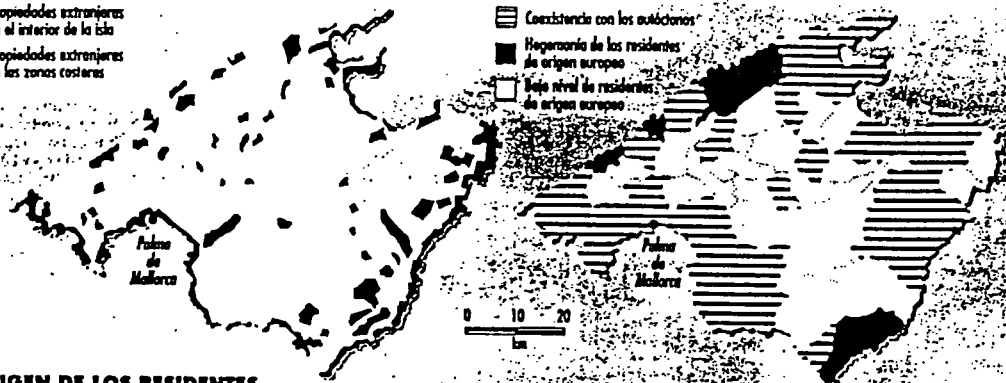 opiedades extranjeras
el interior de la isla
opiedades extranjeras
las zonas costeras
Palma
de
Mallorca
Coexistencia con los autóctonos
Hegemonía de los residentes
de origen europeo
Bajo nivel de residentes
de origen europeo
Palma
de
Mallorca
0 10 20
km
IGEN DE LOS RESIDENTES